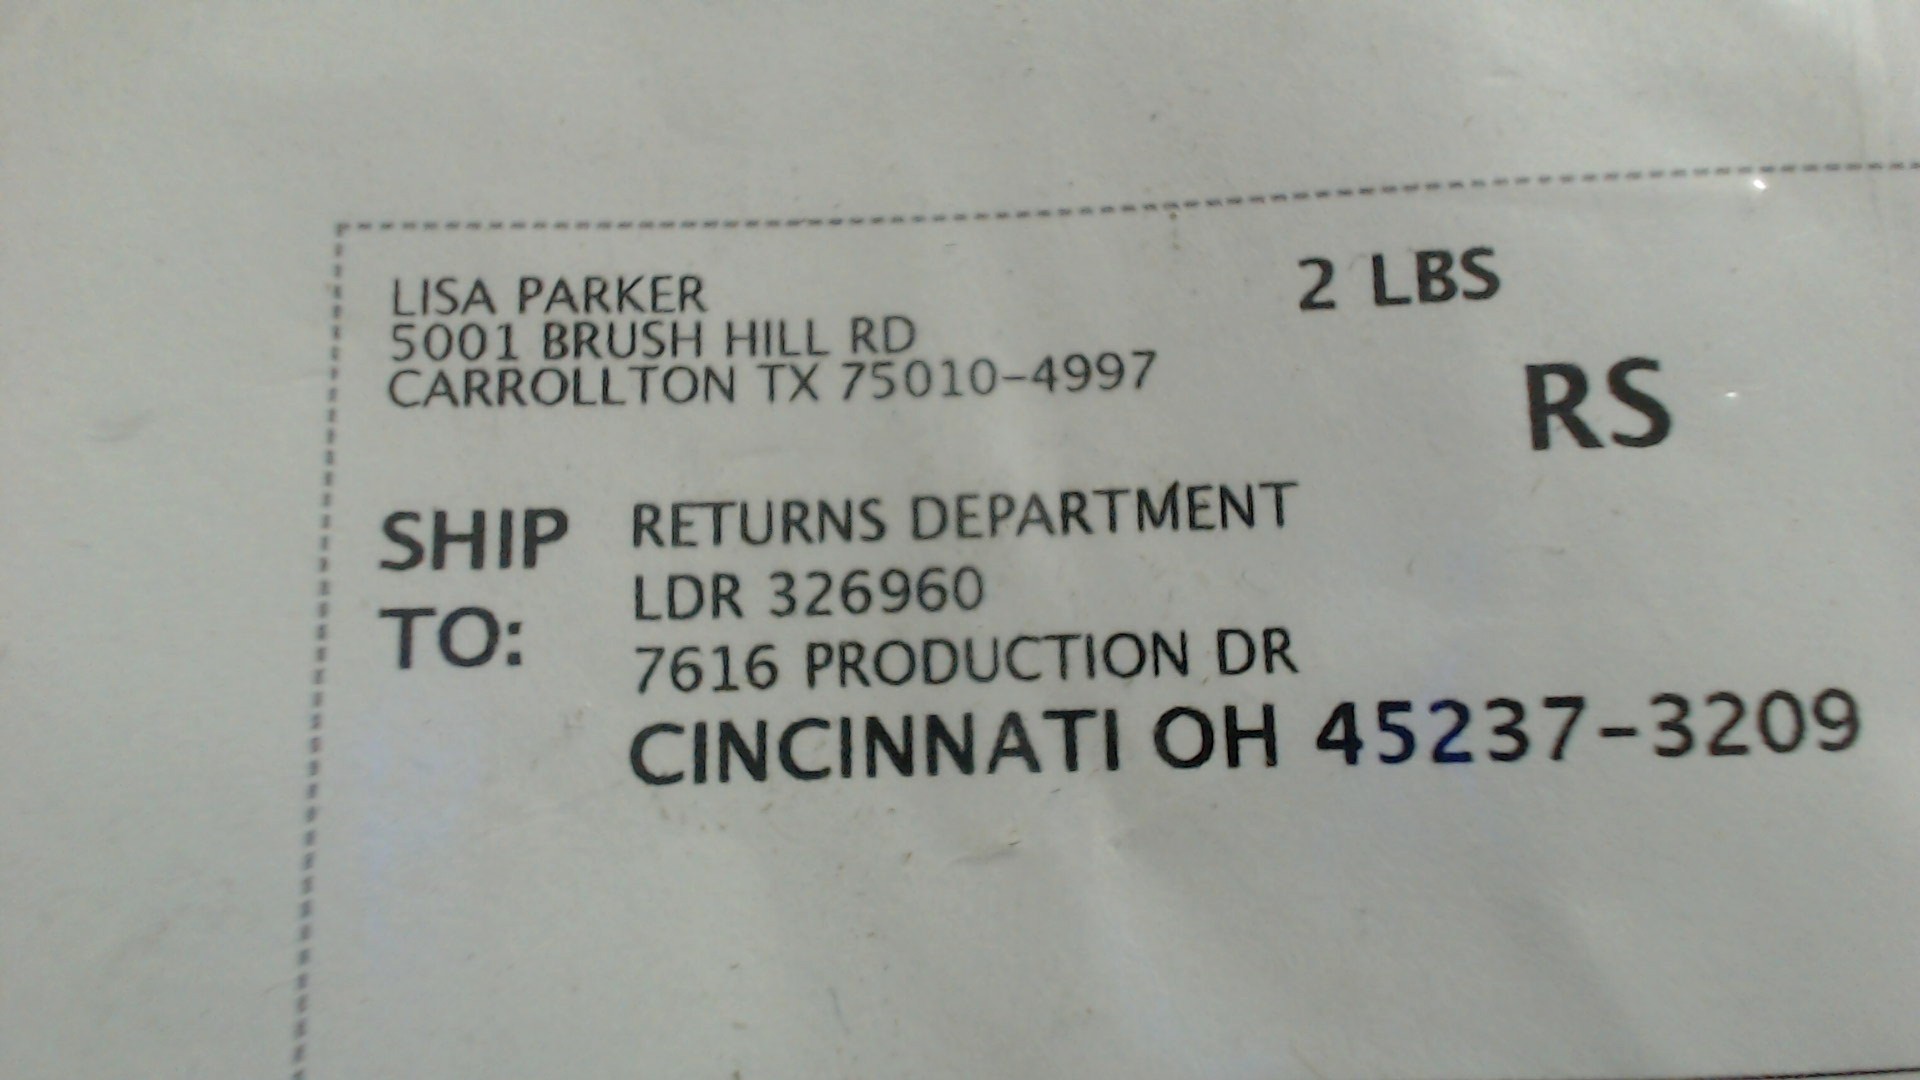 LISA PARKER
5001 BRUSH HILL RD
CARROLLTON TX 75010-4997
2 LBS
RS
SHIP TO:
RETURNS DEPARTMENT
LDR 326960
7616 PRODUCTION DR
CINCINNATI OH 45237-3209